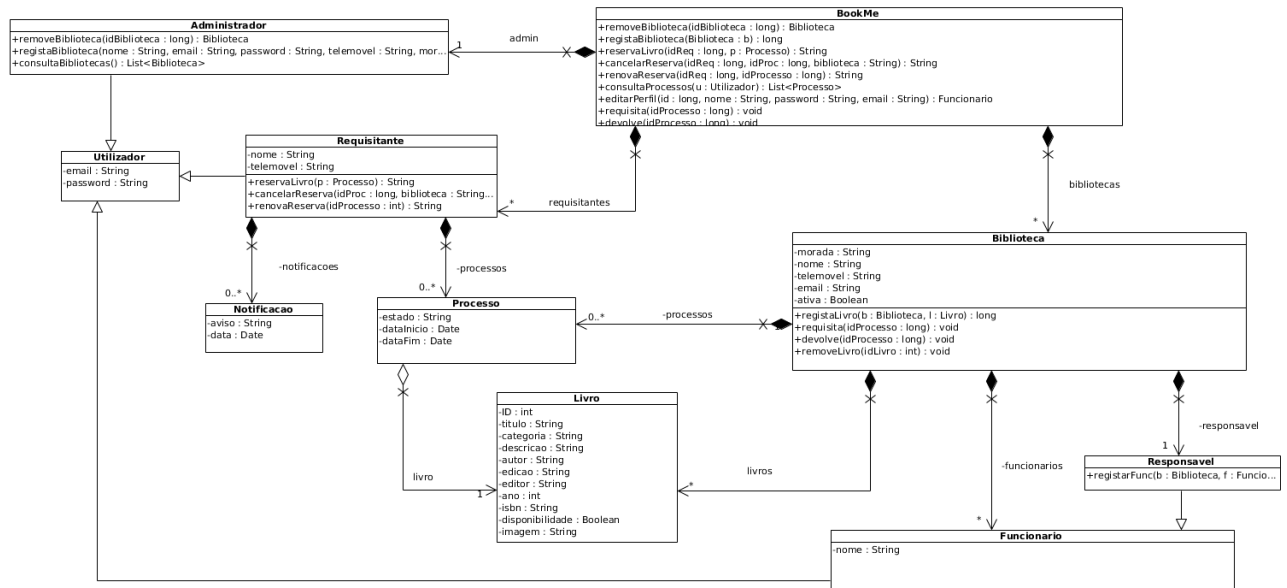 Administrador
+removeBiblioteca(idBiblioteca : long) : Biblioteca
+registaBiblioteca(nome : String, email : String, password : String, telemovel : String, mor...
+consultaBibliotecas() : List<Biblioteca>
admin
1
BookMe
+removeBiblioteca(idBiblioteca : long) : Biblioteca
+registaBiblioteca(Biblioteca : b) : long
+reservaLivro(idReq : long, p : Processo) : String
+cancelarReserva(idReq : long, idProc : long, biblioteca : String) : String
+renovaReserva(idReq : long, idProcesso : long) : String
+consultaProcessos(u : Utilizador) : List<Processo>
+editarPerfil(id : long, nome : String, password : String, email : String) : Funcionario
+requisita(idProcesso : long) : void
+devolve(idProcesso : long) : void
Utilizador
-email : String
-password : String
Requisitante
-nome : String
-telemovel : String
+reservaLivro(p : Processo) : String
+cancelarReserva(idProc : long, biblioteca : String...
+renovaReserva(idProcesso : int) : String
* requisitantes
bibliotecas
*
-notificacoes
0..*
-processos
0..*
Biblioteca
-morada : String
-nome : String
-telemovel : String
-email : String
-ativa : Boolean
+registaLivro(b : Biblioteca, l : Livro) : long
+requisita(idProcesso : long) : void
+devolve(idProcesso : long) : void
+removeLivro(idLivro : int) : void
Notificacao
-aviso : String
-data : Date
Processo
-estado : String
-dataInicio : Date
-dataFim : Date
0..* -processos
livro
1
Livro
-ID : int
-titulo : String
-categoria : String
-descricao : String
-autor : String
-edicao : String
-editor : String
-ano : int
-isbn : String
-disponibilidade : Boolean
-imagem : String
livros
*
-funcionarios
*
-responsavel
1
Responsavel
+registarFunc(b : Biblioteca, f : Funcio...
Funcionario
-nome : String